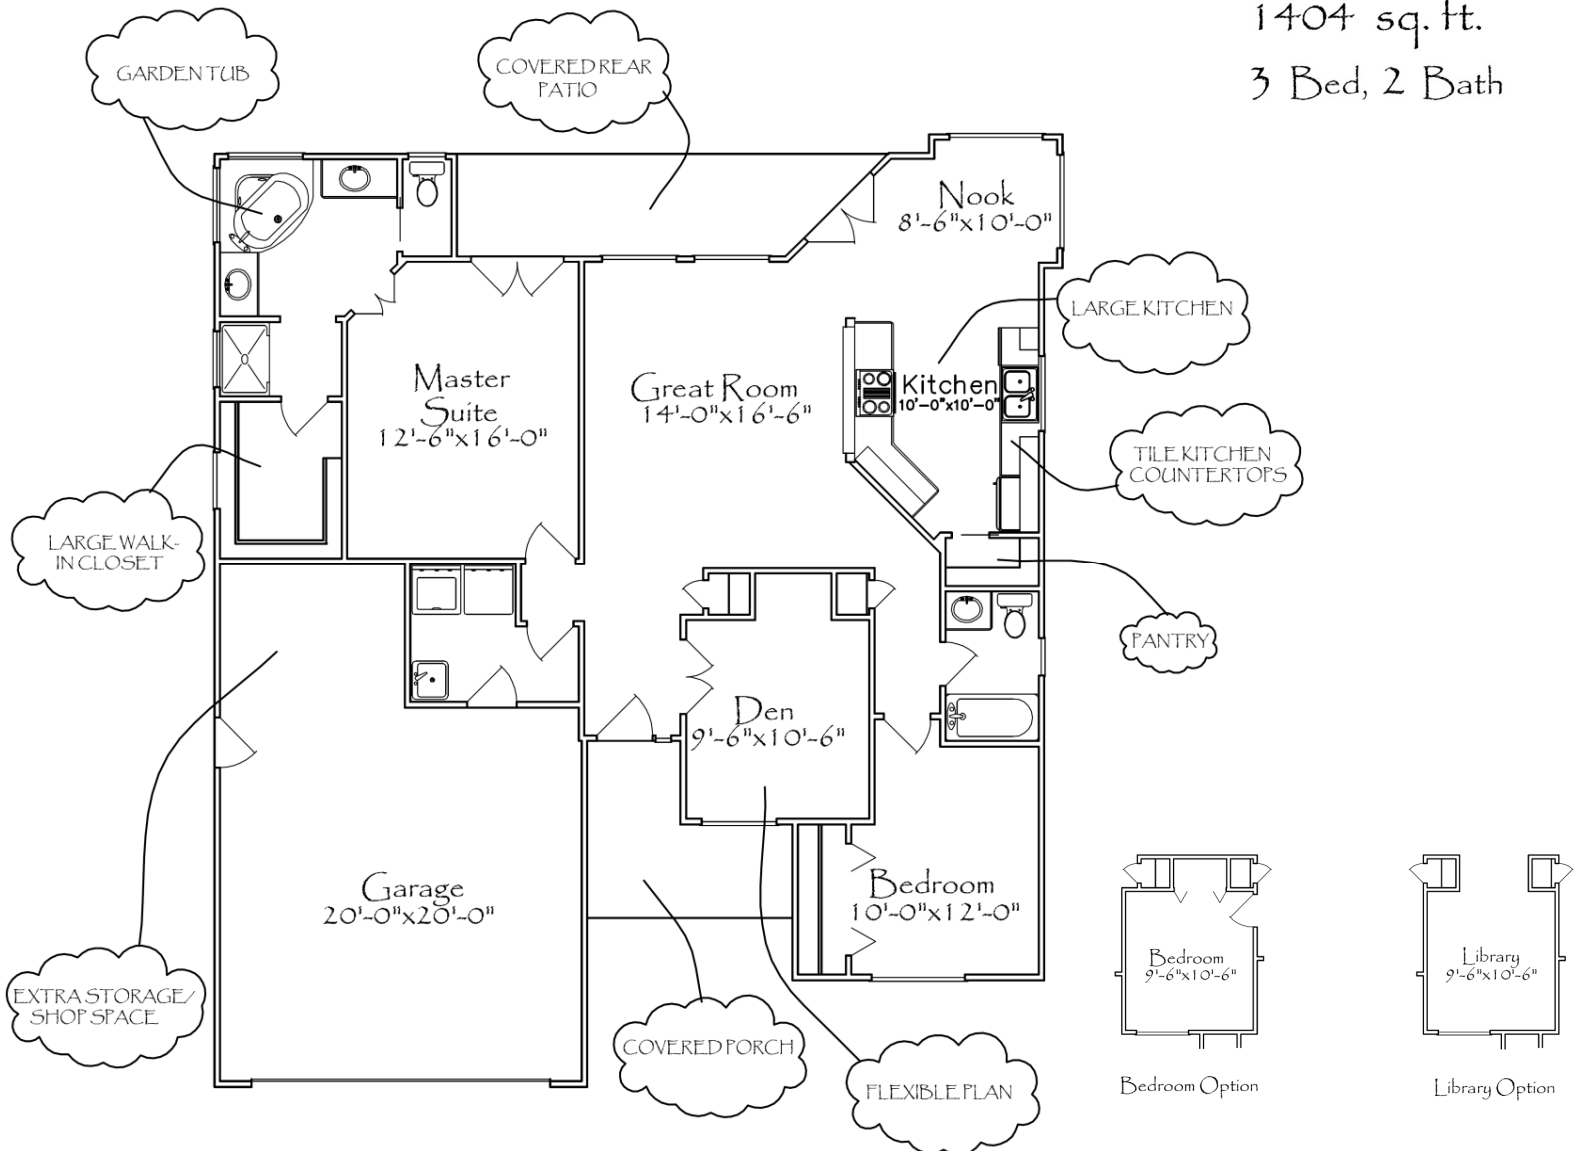 1404 sq. ft.
3 Bed, 2 Bath
GARDEN TUB
COVERED REAR
PATIO
Nook
8'-6"x10'-0"
LARGE KITCHEN
Master
Suite
12'-6"x16'-0"
Great Room
14'-0"x16'-6"
Kitchen
10'-0"x10'-0"
TILE KITCHEN
COUNTERTOPS
LARGE WALK-
IN CLOSET
PANTRY
Den
9'-6"x10'-6"
Garage
20'-0"x20'-0"
Bedroom
10'-0"x12'-0"
EXTRA STORAGE/
SHOP SPACE
COVERED PORCH
FLEXIBLE PLAN
Bedroom
9'-6"x10'-6"
Bedroom Option
Library
9'-6"x10'-6"
Library Option